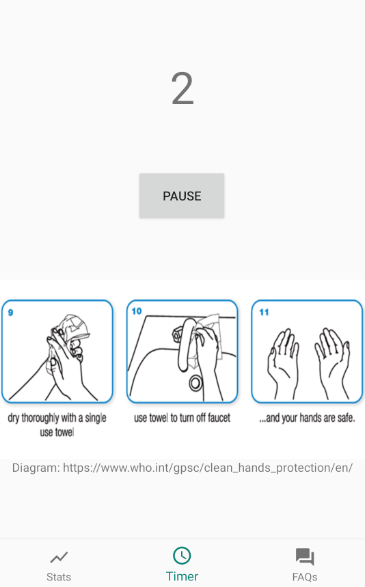 2
PAUSE
9
10
11
dry thoroughly with a single
use towel
use towel to turn off faucet
...and your hands are safe.
Diagram: https://www.who.int/gpsc/clean_hands_protection/en/
Stats
Timer
FAQs